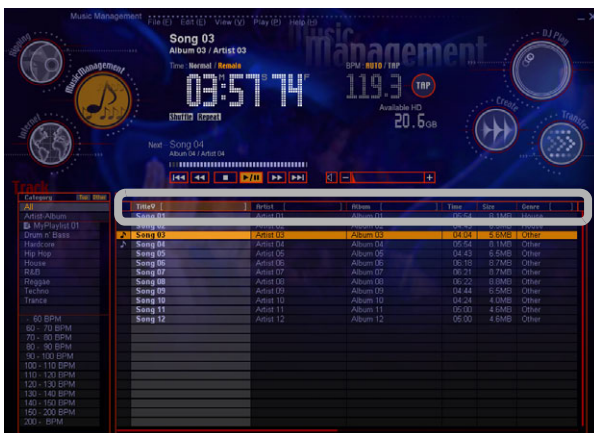 Music Management File (F) Edit (E) View (V) Play (P) Help (H)
Song 03
Album 03 / Artist 03
Music Management
Time : Normal / Remain
BPM : AUTO / TAP
03:57 M 74 S F
119.3 TAP
Shuffle Repeat
Available HD
20.6GB
Next Song 04
Album 04 / Artist 04
Ripping
Music Management
Internet
DJ Play
Create
Transfer
Track
Category
All
Artist-Album
MyPlaylist 01
Drum n' Bass
Hardcore
Hip Hop
House
R&B
Reggae
Techno
Trance
- 60 BPM
60 - 70 BPM
70 - 80 BPM
80 - 90 BPM
90 - 100 BPM
100 - 110 BPM
110 - 120 BPM
120 - 130 BPM
130 - 140 BPM
140 - 150 BPM
150 - 200 BPM
200 - BPM
Title Artist Album Time Size Genre
Song 01 Artist 01 Album 01 05:54 8.1MB House
Song 03 Artist 03 Album 03 04:04 5.6MB Other
Song 04 Artist 04 Album 04 05:54 8.1MB Other
Song 05 Artist 05 Album 05 04:43 6.5MB Other
Song 06 Artist 06 Album 06 06:18 8.7MB Other
Song 07 Artist 07 Album 07 06:21 8.7MB Other
Song 08 Artist 08 Album 08 06:22 8.8MB Other
Song 09 Artist 09 Album 09 04:44 6.5MB Other
Song 10 Artist 10 Album 10 04:24 4.0MB Other
Song 11 Artist 11 Album 11 05:00 4.6MB Other
Song 12 Artist 12 Album 12 05:00 4.6MB Other